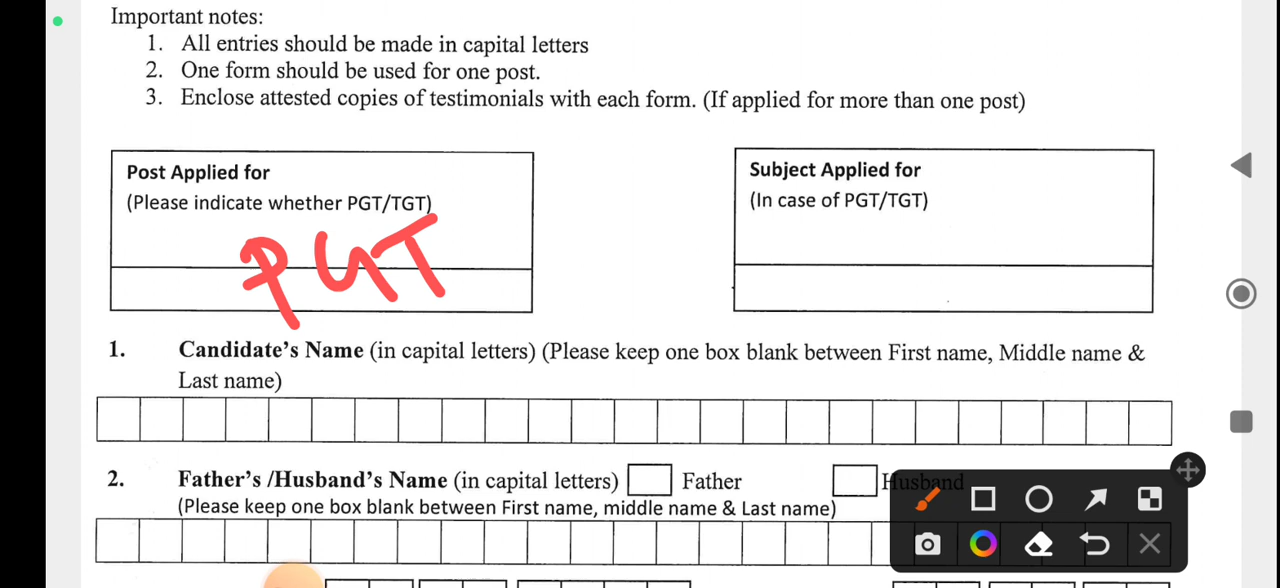 Important notes:
1. All entries should be made in capital letters
2. One form should be used for one post.
3. Enclose attested copies of testimonials with each form. (If applied for more than one post)
Post Applied for
(Please indicate whether PGT/TGT)
PGT
Subject Applied for
(In case of PGT/TGT)
1. Candidate's Name (in capital letters) (Please keep one box blank between First name, Middle name &
Last name)
2. Father's /Husband's Name (in capital letters) Father Husband
(Please keep one box blank between First name, middle name & Last name)